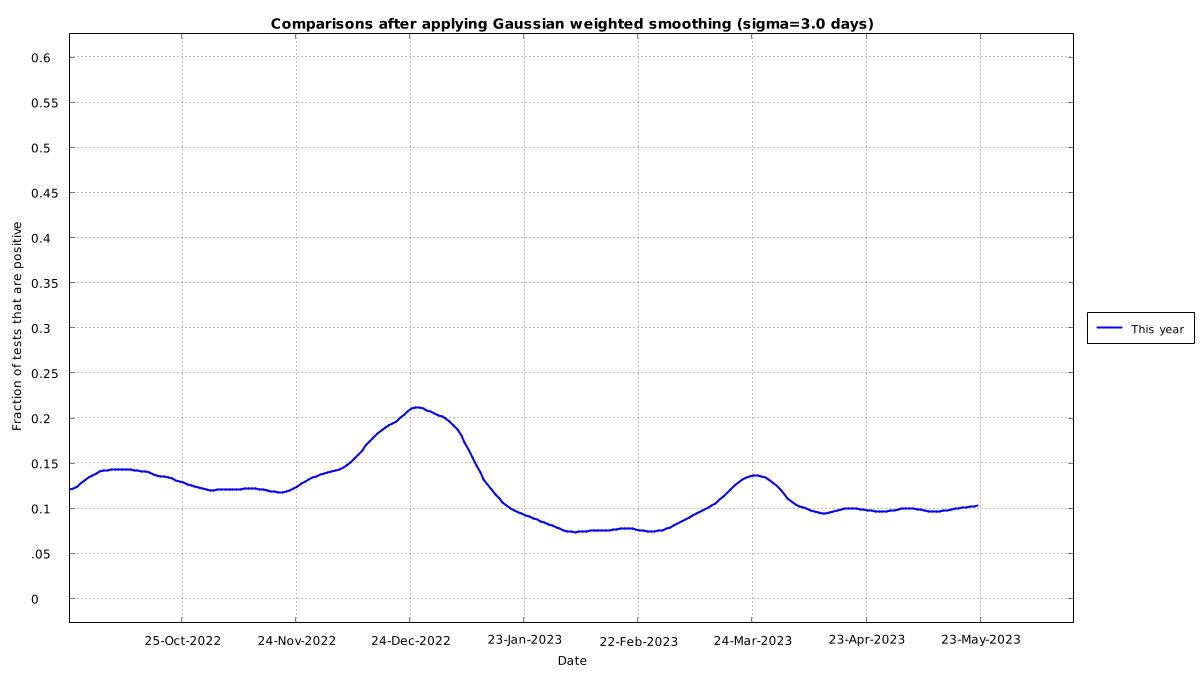 Comparisons after applying Gaussian weighted smoothing (sigma=3.0 days)
0.6
0.55
0.5
0.45
0.4
0.35
0.3
0.25
0.2
0.15
0.1
.05
0
Fraction of tests that are positive
This year
25-Oct-2022 24-Nov-2022 24-Dec-2022 23-Jan-2023 22-Feb-2023 24-Mar-2023 23-Apr-2023 23-May-2023
Date